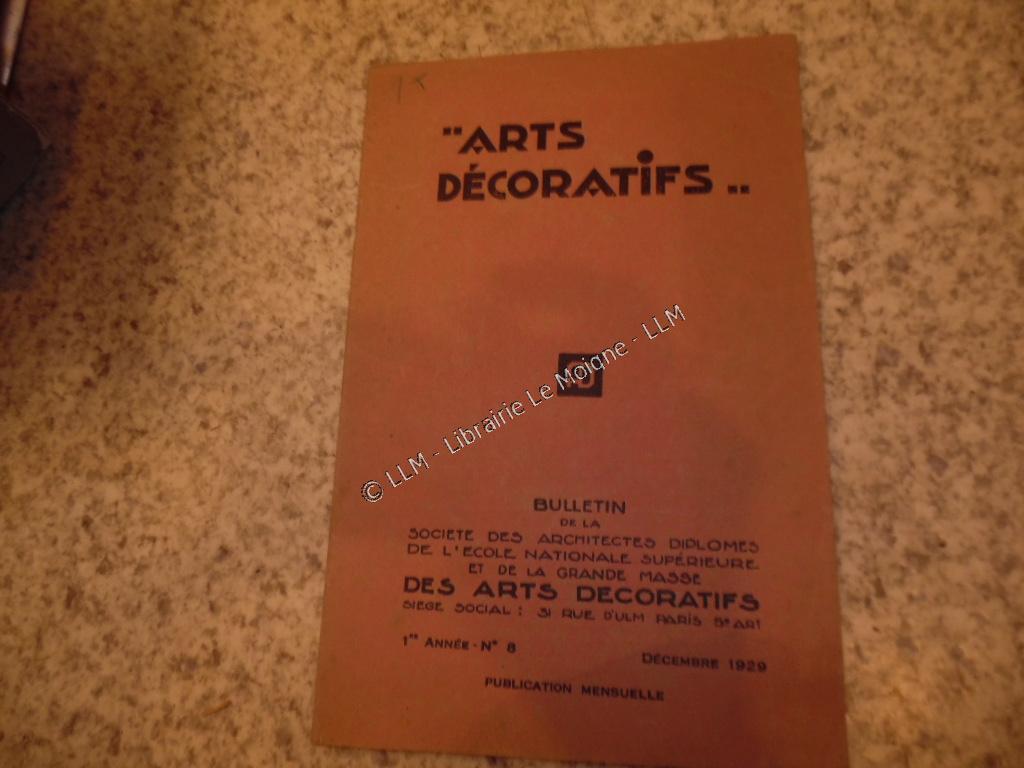 "ARTS
DÉCORATiFS ..
© LLM - Librairie Le Moigne - LLM
BULLETIN
DE LA
SOCIETE DES ARCHITECTES DIPLOMES
DE L'ECOLE NATIONALE SUPÉRIEURE
ET DE LA GRANDE MASSE
DES ARTS DECORATIFS
SIEGE SOCIAL : 31 RUE D'ULM PARIS 5e ARt
1re ANNÉE - N° 8
DÉCEMBRE 1929
PUBLICATION MENSUELLE